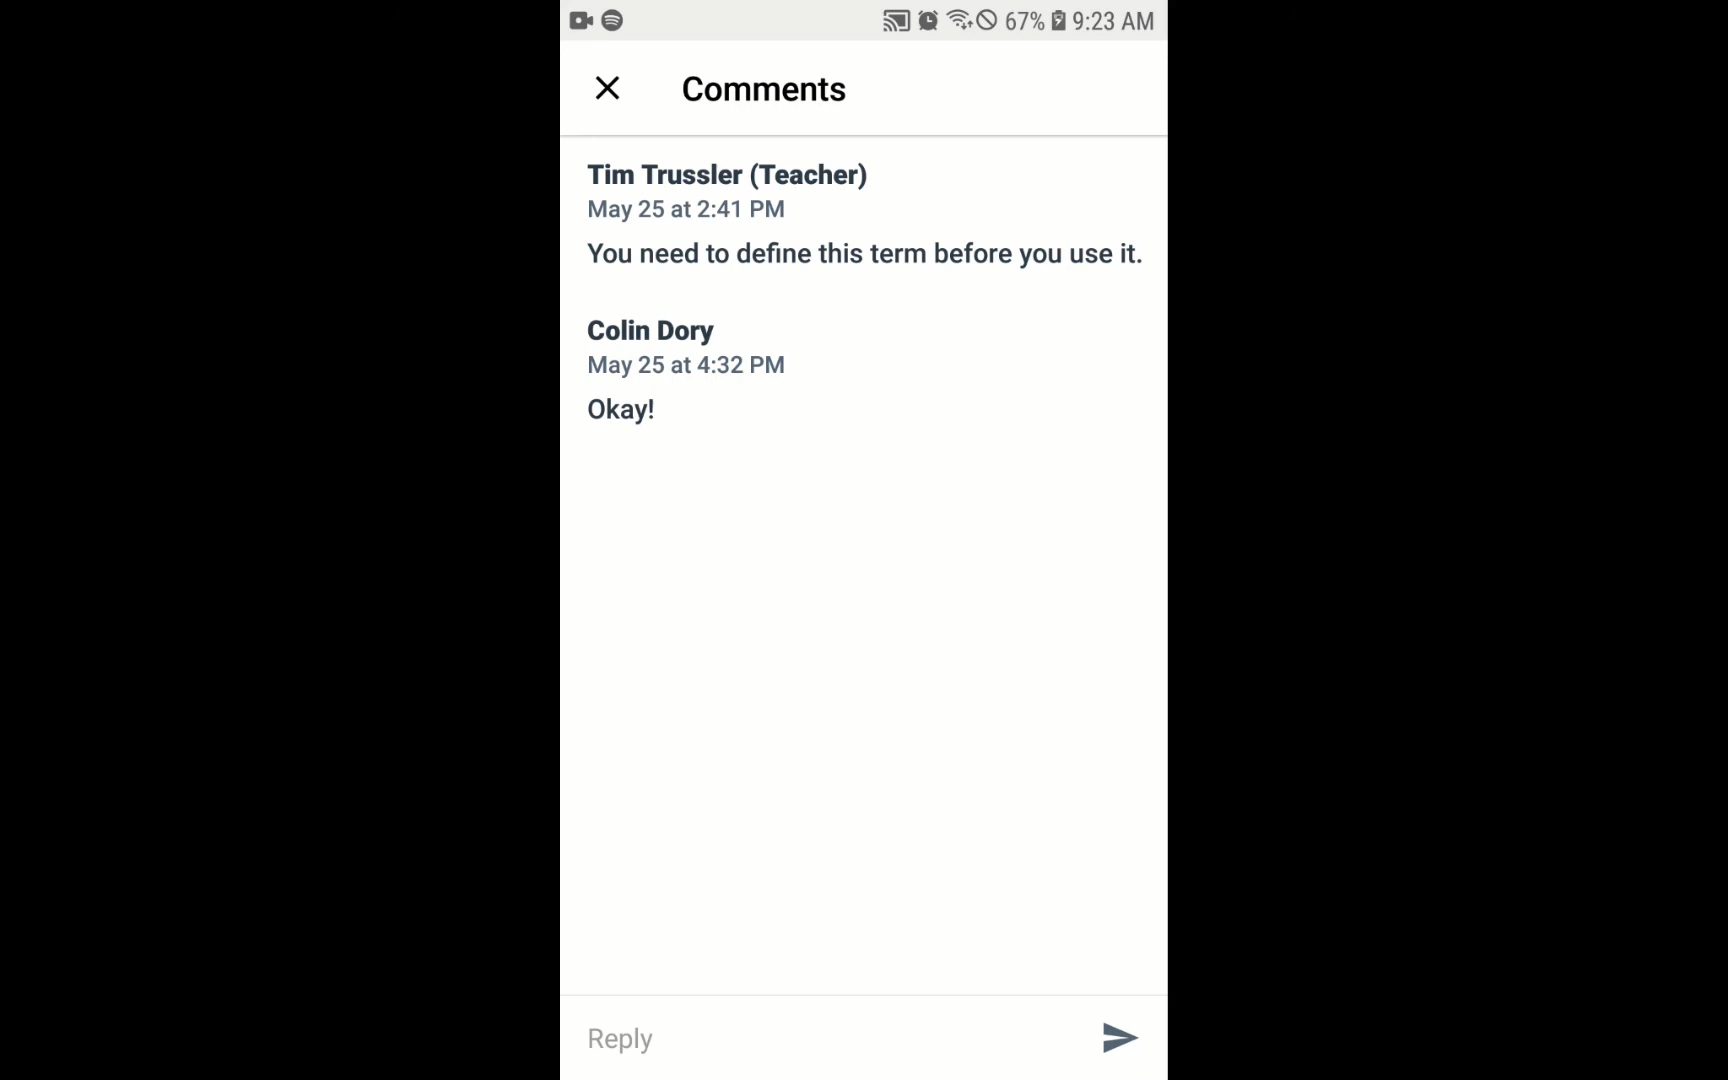 67% 9:23 AM
Comments
Tim Trussler (Teacher)
May 25 at 2:41 PM
You need to define this term before you use it.
Colin Dory
May 25 at 4:32 PM
Okay!
Reply